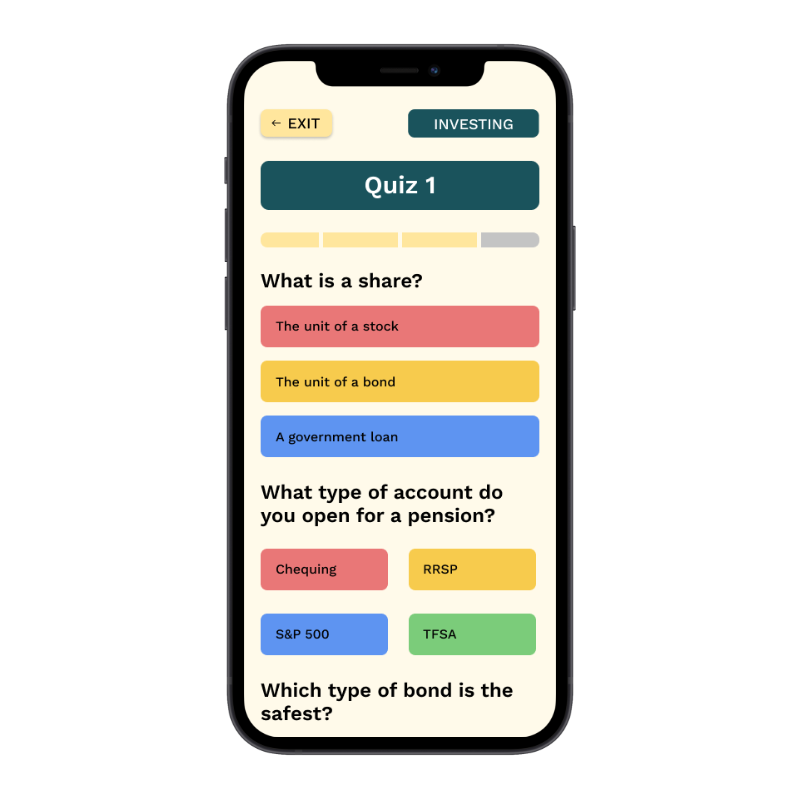 ← EXIT
INVESTING
Quiz 1
What is a share?
The unit of a stock
The unit of a bond
A government loan
What type of account do
you open for a pension?
Chequing
RRSP
S&P 500
TFSA
Which type of bond is the
safest?